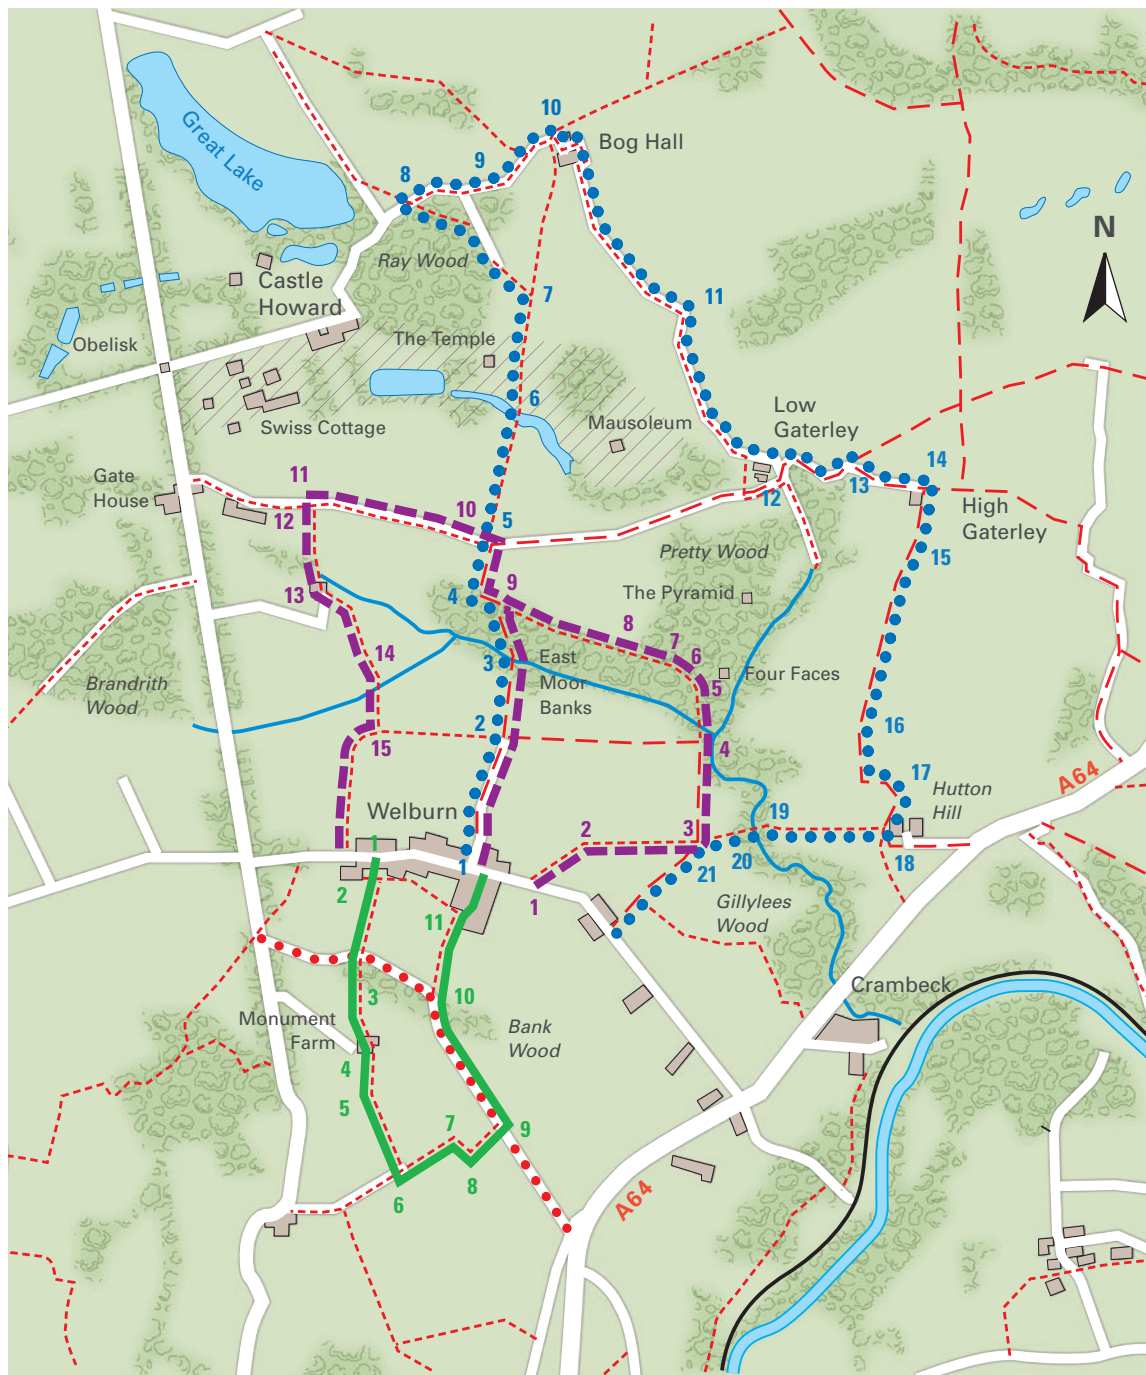 10
Bog Hall
Great Lake
9
8
N
Ray Wood
Castle
Howard
7
11
Obelisk
The Temple
6
Low
Gaterley
Mausoleum
Swiss Cottage
Gate
House
11
12
10
5
12
13
14
High
Gaterley
Pretty Wood
15
9
The Pyramid
13
4
8
7
6
3
East
Moor
Banks
14
Four Faces
5
Brandrith
Wood
2
15
4
16
17
A64
Hutton
Hill
Welburn
1
2
3
19
20
18
1
2
21
1
11
Gillylees
Wood
3
10
Crambeck
Monument
Farm
Bank
Wood
4
5
7
9
8
6
A64